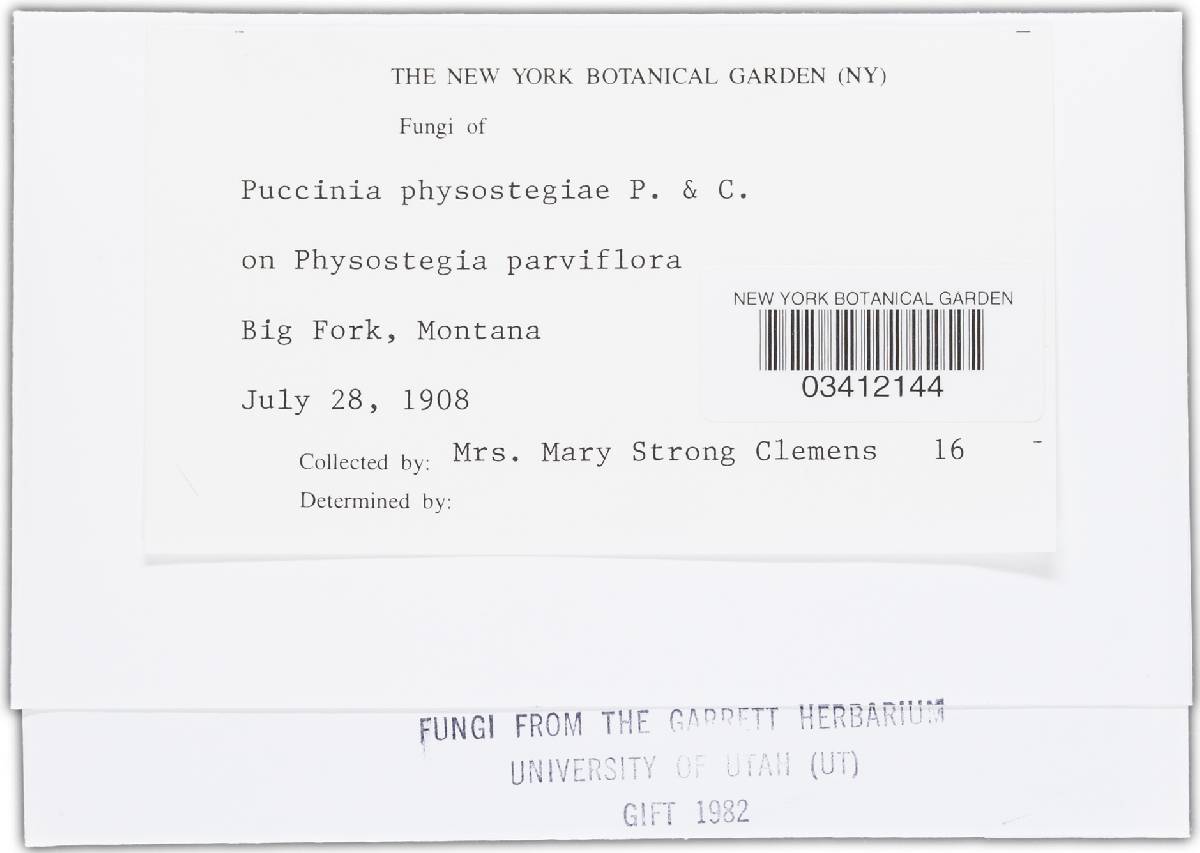 THE NEW YORK BOTANICAL GARDEN (NY)
Fungi of
Puccinia physostegiae P. & C.
on Physostegia parviflora
Big Fork, Montana
July 28, 1908
NEW YORK BOTANICAL GARDEN
03412144
Collected by: Mrs. Mary Strong Clemens 16
Determined by:
FUNGI FROM THE GARRETT HERBARIUM
UNIVERSITY OF UTAH (UT)
GIFT 1982